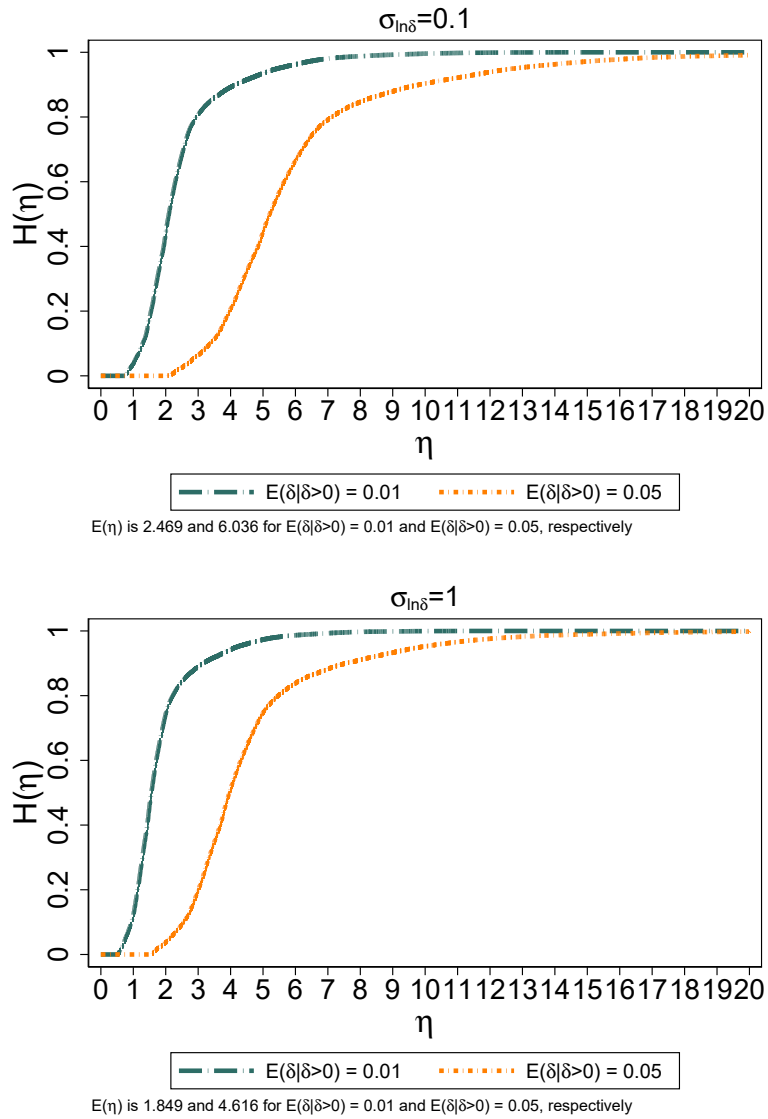 σlnδ=0.1
H(η)
1
0.8
0.6
0.4
0.2
0
0 1 2 3 4 5 6 7 8 9 10 11 12 13 14 15 16 17 18 19 20
η
E(δ|δ>0) = 0.01 E(δ|δ>0) = 0.05
E(η) is 2.469 and 6.036 for E(δ|δ>0) = 0.01 and E(δ|δ>0) = 0.05, respectively
σlnδ=1
H(η)
1
0.8
0.6
0.4
0.2
0
0 1 2 3 4 5 6 7 8 9 10 11 12 13 14 15 16 17 18 19 20
η
E(δ|δ>0) = 0.01 E(δ|δ>0) = 0.05
E(η) is 1.849 and 4.616 for E(δ|δ>0) = 0.01 and E(δ|δ>0) = 0.05, respectively